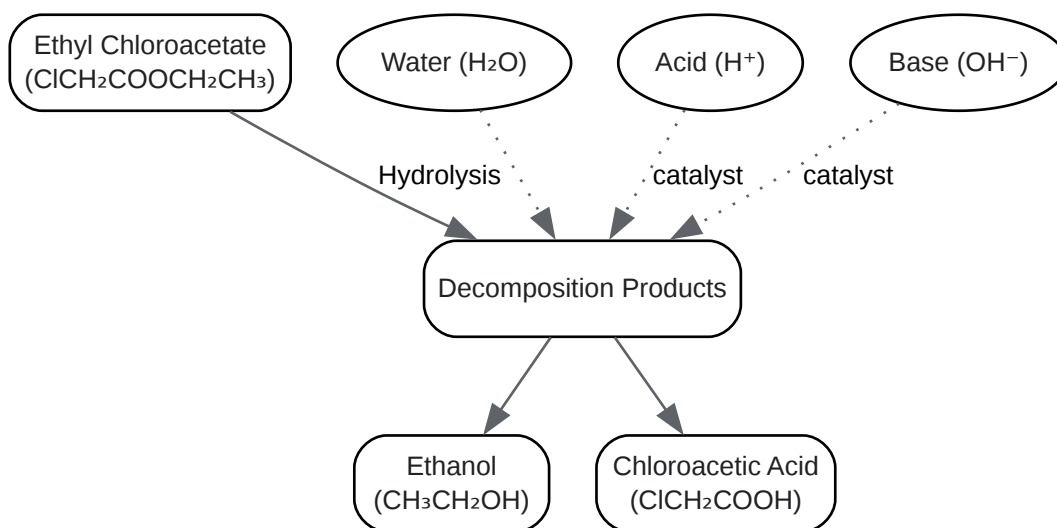 Ethyl Chloroacetate
(ClCH₂COOCH₂CH₃)
Water (H₂O)
Acid (H⁺)
Base (OH⁻)
Hydrolysis
catalyst
catalyst
Decomposition Products
Ethanol
(CH₃CH₂OH)
Chloroacetic Acid
(ClCH₂COOH)